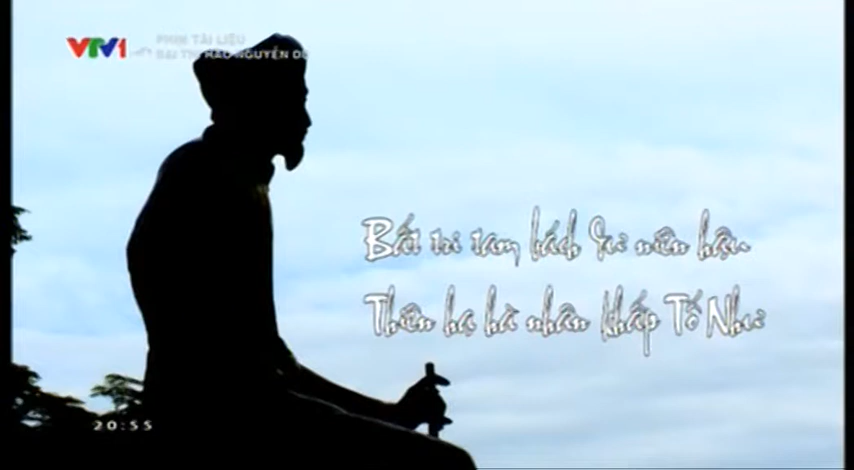 VTV1
PHIM TÀI LIỆU
ĐẠI THI HÀO NGUYỄN DU
Bất tri tam bách dư niên hậu
Thiên hạ hà nhân khấp Tố Như
20:55